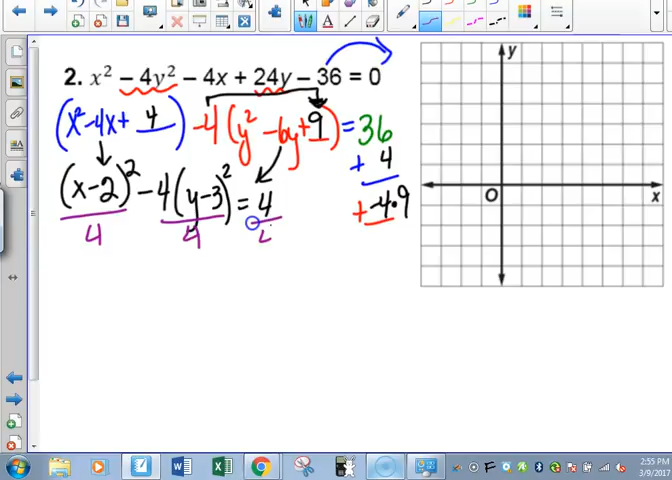 2. x² − 4y² − 4x + 24y − 36 = 0
(x² − 4x + 4) − 4(y² − 6y + 9) = 36
+ 4
(x − 2)² − 4(y − 3)² = 4
+ −4•9
4 4 4
y
O
x
2:55 PM
3/9/2017